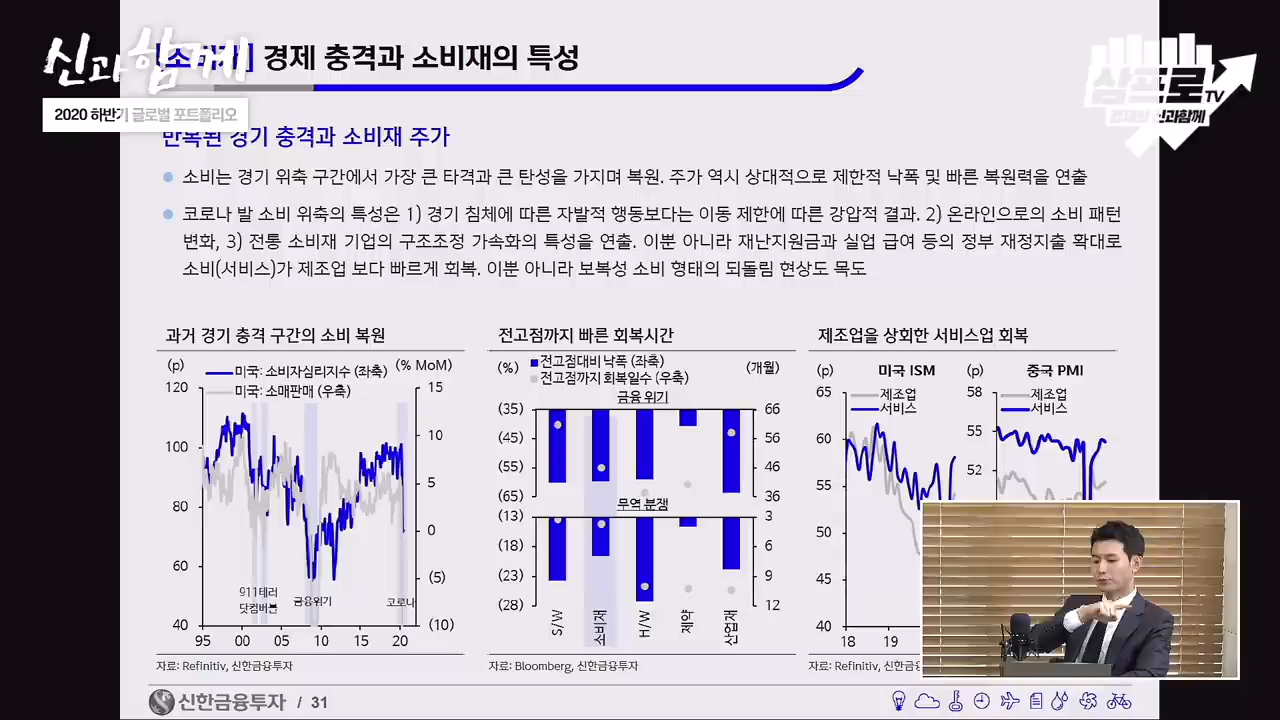 신과함께
2020 하반기 글로벌 포트폴리오
삼프로TV
경제의 신과함께
[소비재] 경제 충격과 소비재의 특성
반복된 경기 충격과 소비재 주가
소비는 경기 위축 구간에서 가장 큰 타격과 큰 탄성을 가지며 복원. 주가 역시 상대적으로 제한적 낙폭 및 빠른 복원력을 연출
코로나 발 소비 위축의 특성은 1) 경기 침체에 따른 자발적 행동보다는 이동 제한에 따른 강압적 결과. 2) 온라인으로의 소비 패턴
변화, 3) 전통 소비재 기업의 구조조정 가속화의 특성을 연출. 이뿐 아니라 재난지원금과 실업 급여 등의 정부 재정지출 확대로
소비(서비스)가 제조업 보다 빠르게 회복. 이뿐 아니라 보복성 소비 형태의 되돌림 현상도 목도
과거 경기 충격 구간의 소비 복원
(p)
미국: 소비자심리지수 (좌축)
(% MoM)
미국: 소매판매 (우축)
120
100
80
60
40
15
10
5
0
(5)
(10)
911테러
닷컴버블
금융위기
코로나
95 00 05 10 15 20
자료: Refinitiv, 신한금융투자
전고점까지 빠른 회복시간
(%)
전고점대비 낙폭 (좌축)
전고점까지 회복일수 (우축)
(개월)
금융 위기
(35)
(45)
(55)
(65)
66
56
46
36
무역 분쟁
(13)
(18)
(23)
(28)
3
6
9
12
S/W
소비재
H/W
제약
산업재
자료: Bloomberg, 신한금융투자
제조업을 상회한 서비스업 회복
(p)
미국 ISM
제조업
서비스
65
60
55
50
45
40
18 19
(p)
중국 PMI
제조업
서비스
58
55
52
자료: Refinitiv, 신한금
신한금융투자 / 31